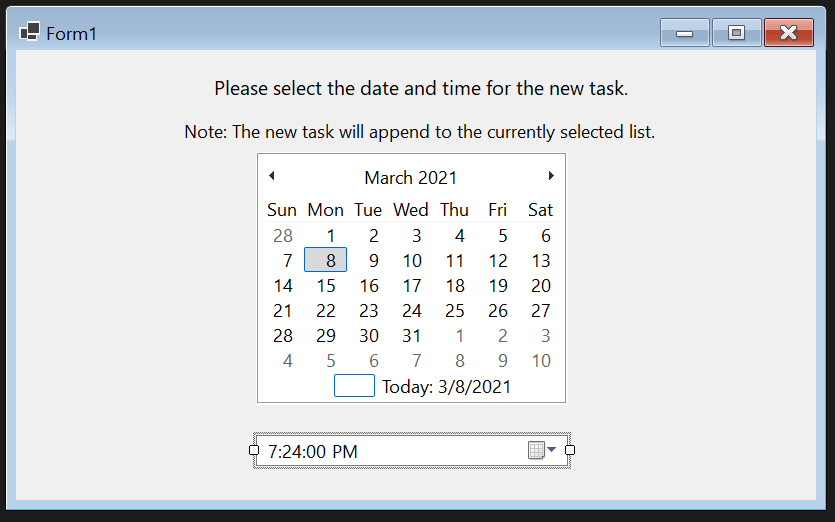 Form1
Please select the date and time for the new task.
Note: The new task will append to the currently selected list.
March 2021
Sun Mon Tue Wed Thu Fri Sat
28 1 2 3 4 5 6
7 8 9 10 11 12 13
14 15 16 17 18 19 20
21 22 23 24 25 26 27
28 29 30 31 1 2 3
4 5 6 7 8 9 10
Today: 3/8/2021
7:24:00 PM